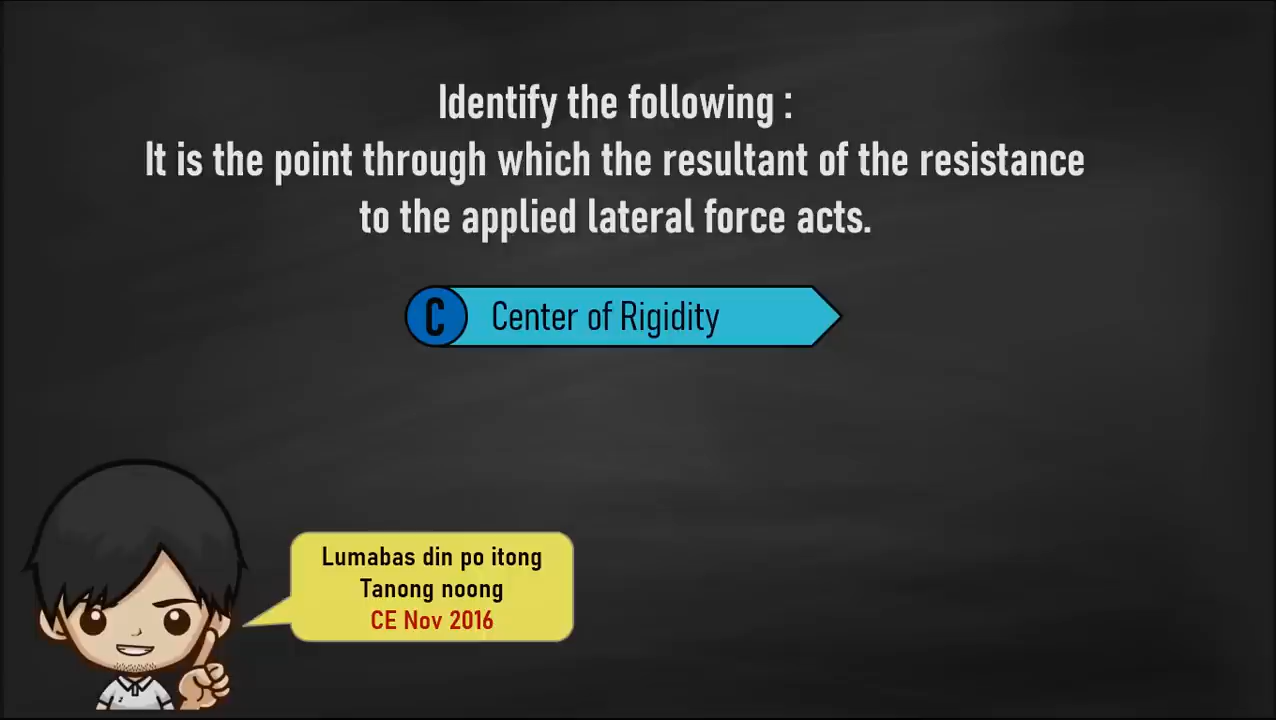 Identify the following :
It is the point through which the resultant of the resistance
to the applied lateral force acts.
C Center of Rigidity
Lumabas din po itong
Tanong noong
CE Nov 2016